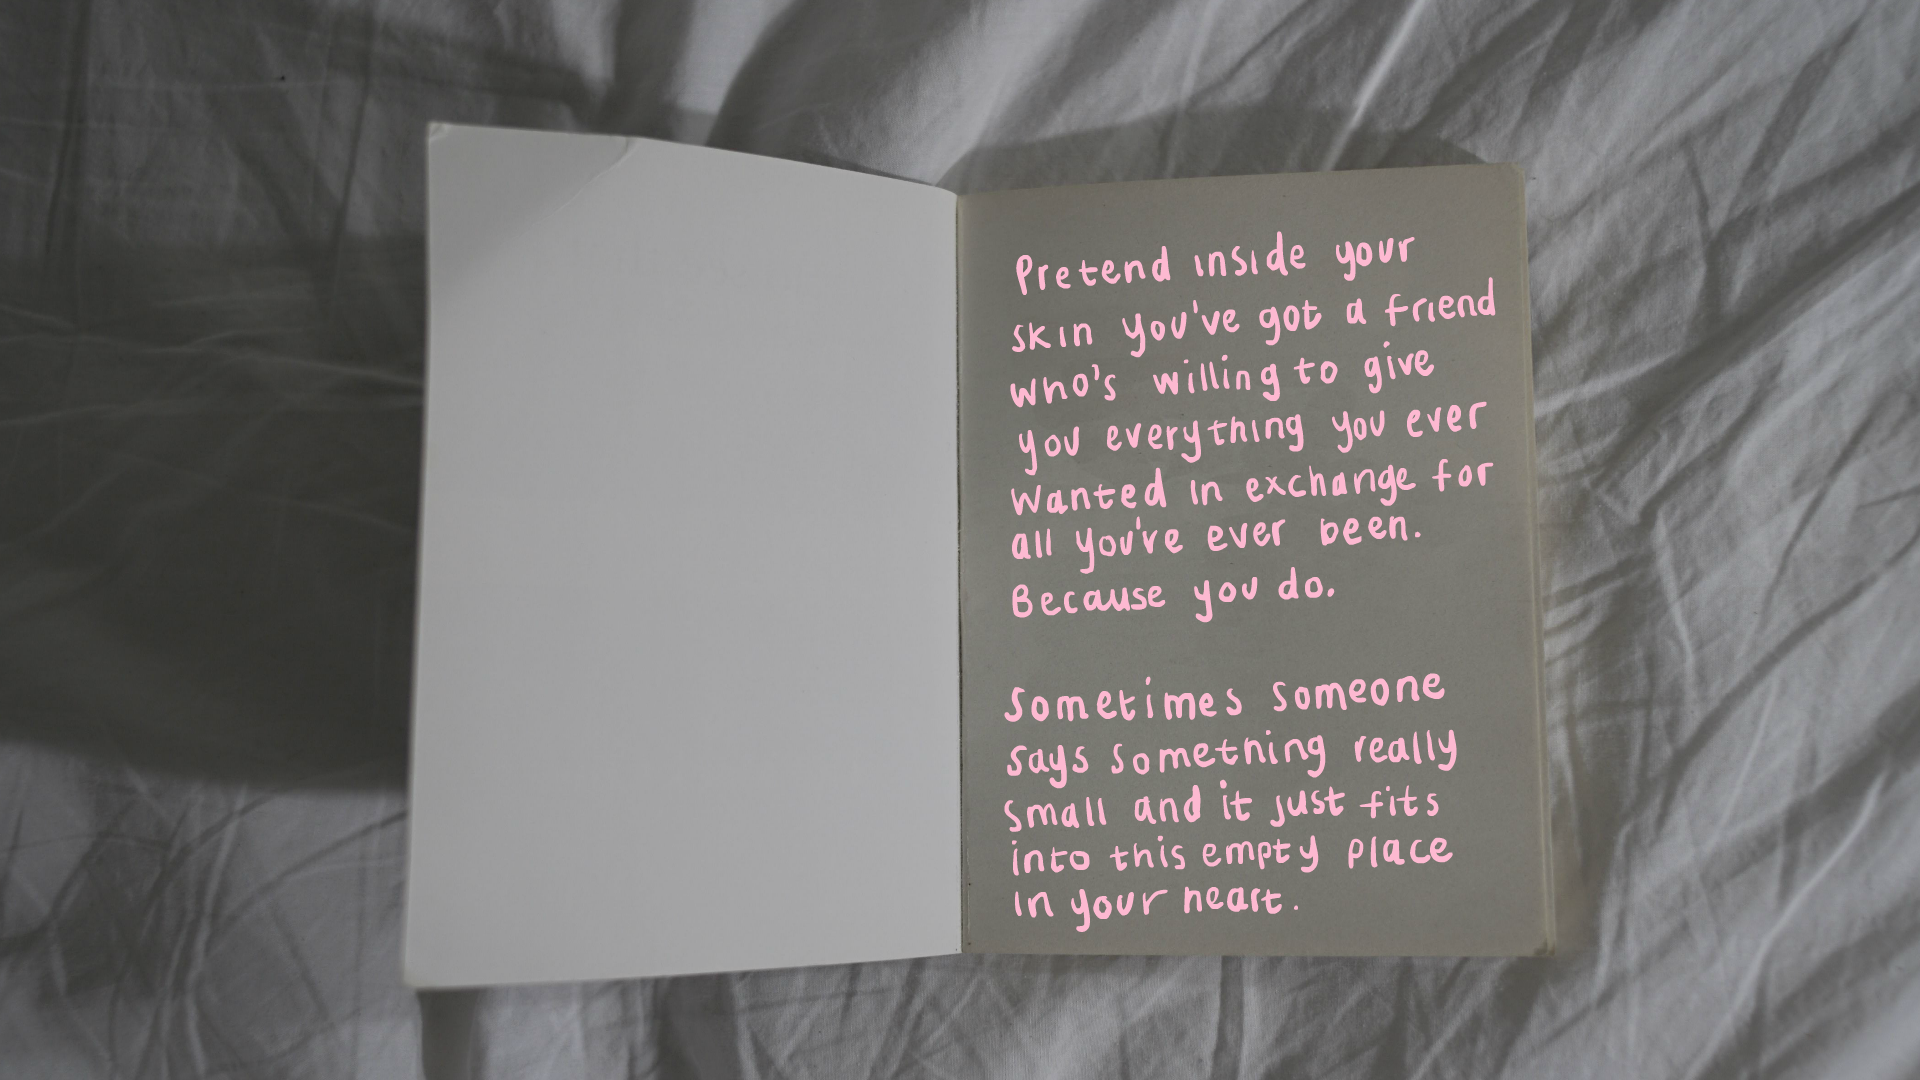 Pretend inside your
skin you've got a friend
who's willing to give
you everything you ever
wanted in exchange for
all you've ever been.
Because you do.
Sometimes someone
says something really
small and it just fits
into this empty place
in your heart.